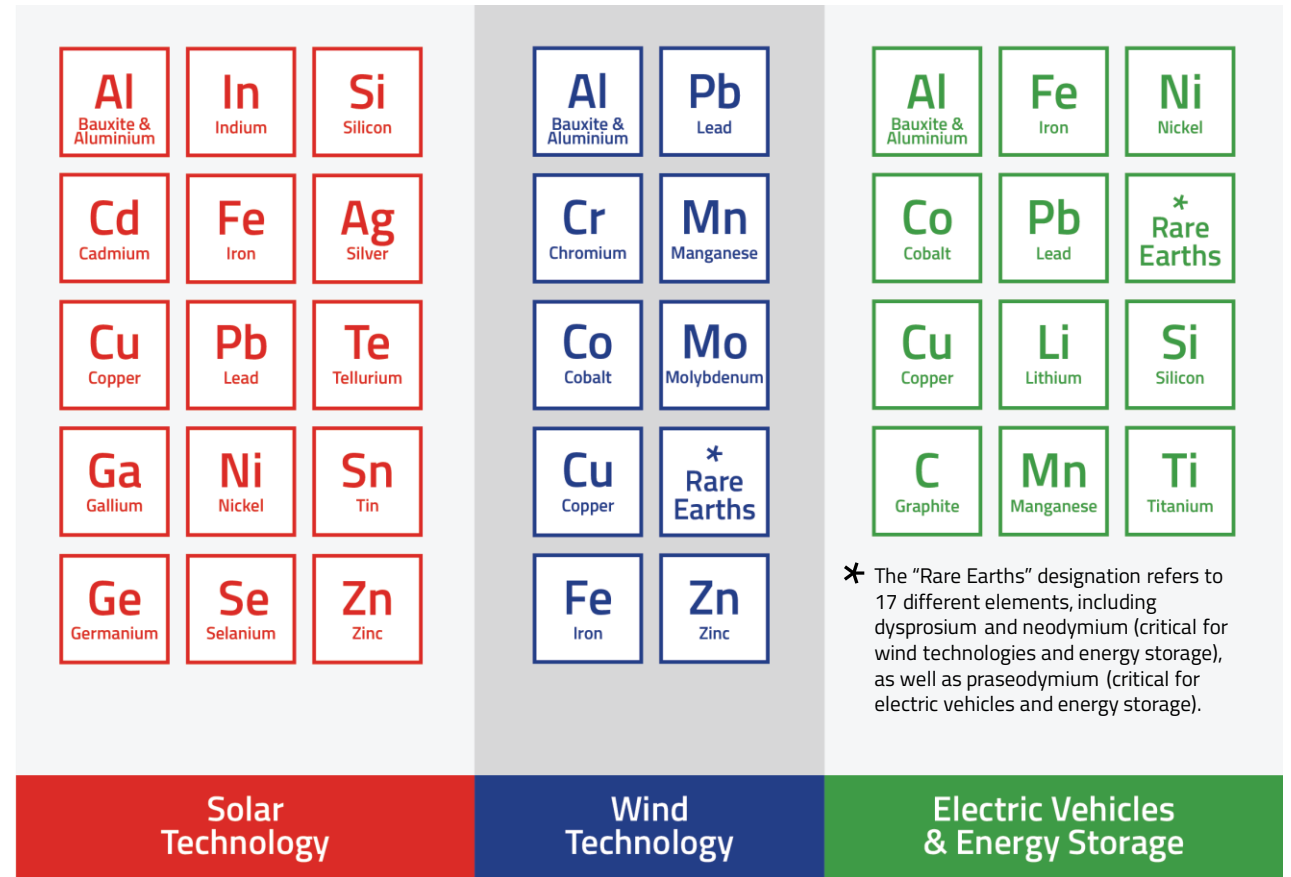 Al
Bauxite &
Aluminium
In
Indium
Si
Silicon
Cd
Cadmium
Fe
Iron
Ag
Silver
Cu
Copper
Pb
Lead
Te
Tellurium
Ga
Gallium
Ni
Nickel
Sn
Tin
Ge
Germanium
Se
Selanium
Zn
Zinc
Solar
Technology
Al
Bauxite &
Aluminium
Pb
Lead
Cr
Chromium
Mn
Manganese
Co
Cobalt
Mo
Molybdenum
Cu
Copper
*
Rare
Earths
Fe
Iron
Zn
Zinc
Wind
Technology
Al
Bauxite &
Aluminium
Fe
Iron
Ni
Nickel
Co
Cobalt
Pb
Lead
*
Rare
Earths
Cu
Copper
Li
Lithium
Si
Silicon
C
Graphite
Mn
Manganese
Ti
Titanium
* The “Rare Earths” designation refers to
17 different elements, including
dysprosium and neodymium (critical for
wind technologies and energy storage),
as well as praseodymium (critical for
electric vehicles and energy storage).
Electric Vehicles
& Energy Storage